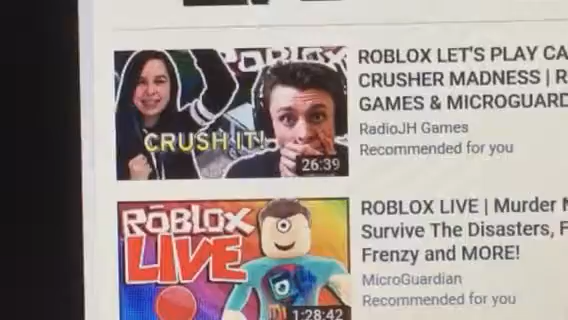 ROBLOX
CRUSH IT!
26:39
ROBLOX LET'S PLAY CA
CRUSHER MADNESS | R
GAMES & MICROGUARD
RadioJH Games
Recommended for you
ROBLOX
LIVE
1:28:42
ROBLOX LIVE | Murder M
Survive The Disasters, F
Frenzy and MORE!
MicroGuardian
Recommended for you